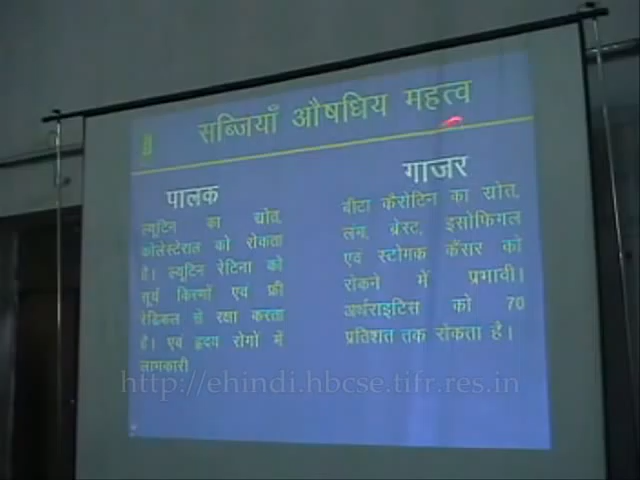 सब्जियाँ औषधिय महत्व
पालक
ल्यूटिन का स्रोत,
कोलेस्टेराल को रोकता
है। ल्यूटिन रेटिना को
सूर्य किरणों एवं फ्री
रेडिकल से रक्षा करता
है। एवं हृदय रोगों में
लाभकारी
गाजर
बीटा कैरोटिन का स्रोत,
लंग, ब्रेस्ट, इसोफिगल
एवं स्टोमक कैंसर को
रोकने में प्रभावी।
अर्थराइटिस को 70
प्रतिशत तक रोकता है।
http://ehindi.hbcse.tifr.res.in